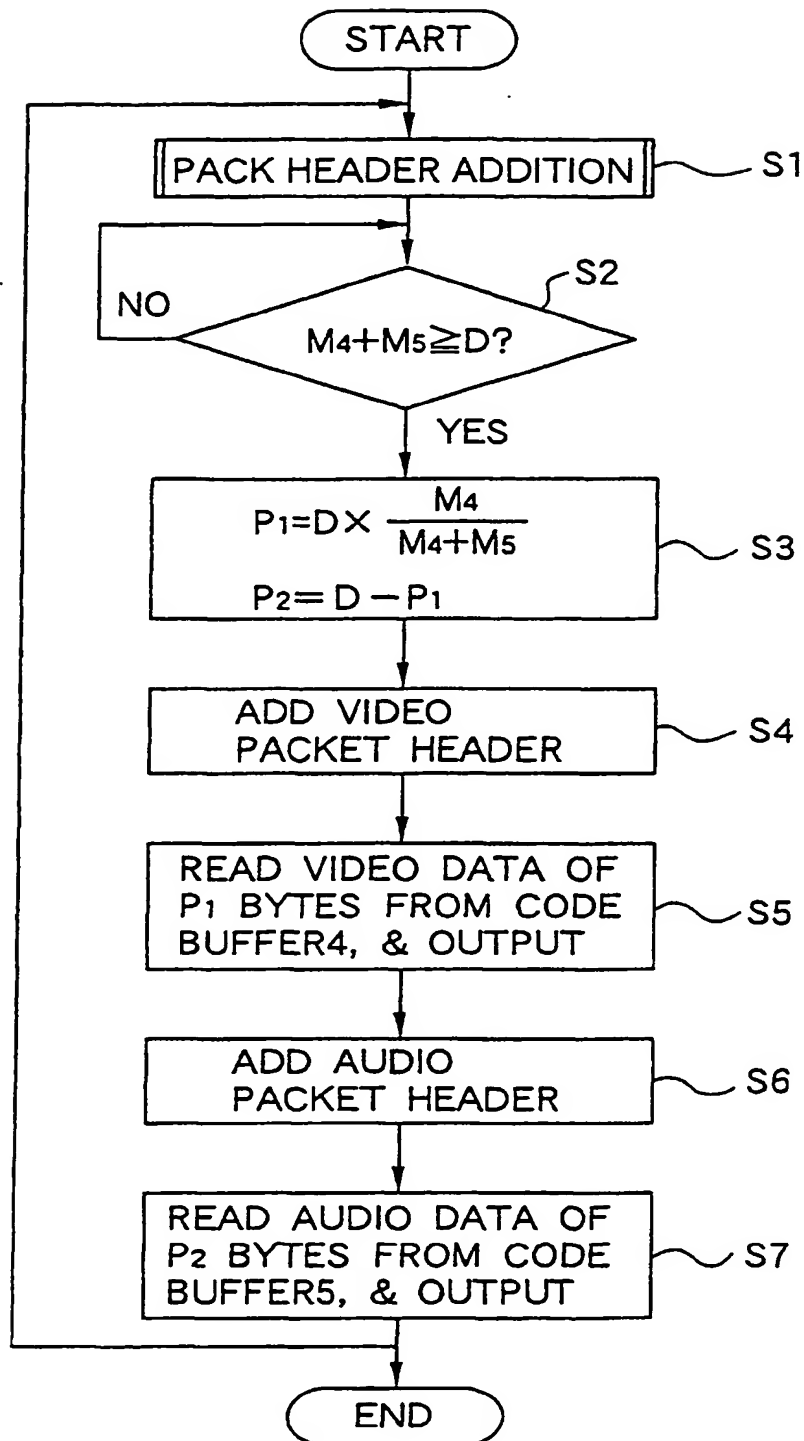 START
PACK HEADER ADDITION
S1
S2
NO
M4+M5≧D?
YES
P1=D× M4
M4+M5
P2=D-P1
S3
ADD VIDEO
PACKET HEADER
S4
READ VIDEO DATA OF
P1 BYTES FROM CODE
BUFFER4, & OUTPUT
S5
ADD AUDIO
PACKET HEADER
S6
READ AUDIO DATA OF
P2 BYTES FROM CODE
BUFFER5, & OUTPUT
S7
END